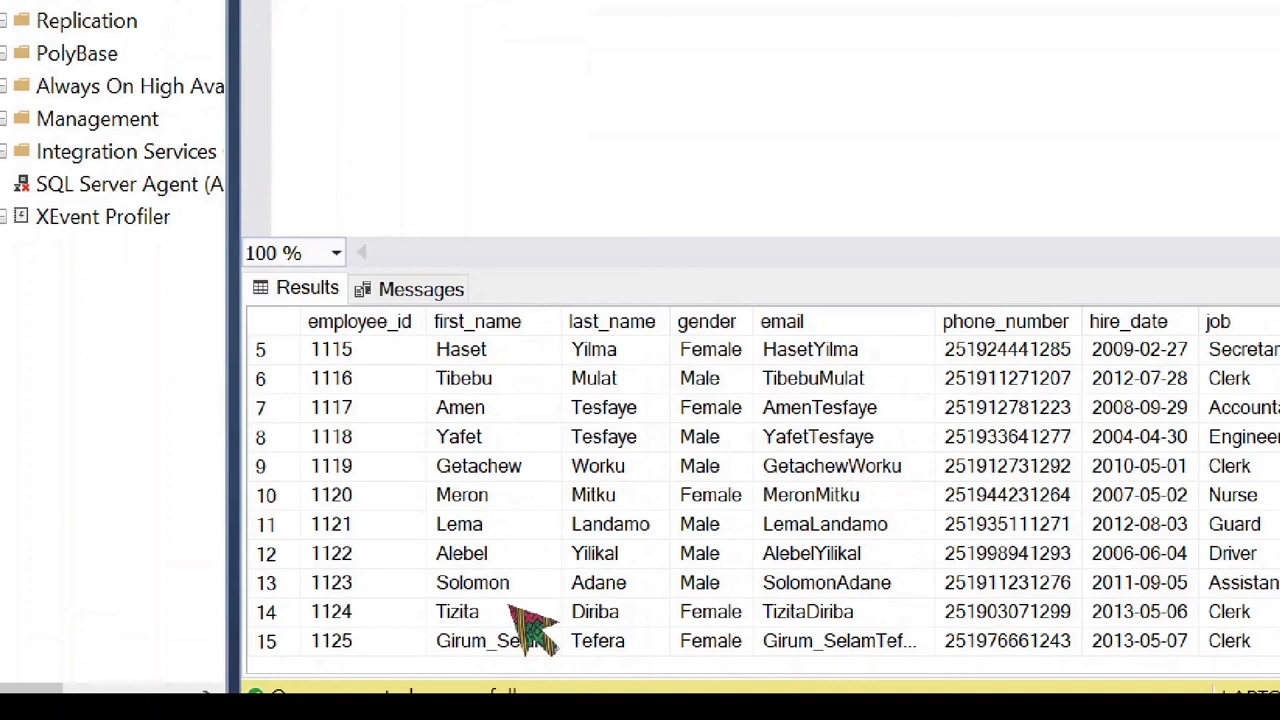 Replication
PolyBase
Always On High Ava
Management
Integration Services
SQL Server Agent (A
XEvent Profiler
100 %
Results Messages
employee_id first_name last_name gender email phone_number hire_date job
5 1115 Haset Yilma Female HasetYilma 251924441285 2009-02-27 Secretar
6 1116 Tibebu Mulat Male TibebuMulat 251911271207 2012-07-28 Clerk
7 1117 Amen Tesfaye Female AmenTesfaye 251912781223 2008-09-29 Accounta
8 1118 Yafet Tesfaye Male YafetTesfaye 251933641277 2004-04-30 Engineer
9 1119 Getachew Worku Male GetachewWorku 251912731292 2010-05-01 Clerk
10 1120 Meron Mitku Female MeronMitku 251944231264 2007-05-02 Nurse
11 1121 Lema Landamo Male LemaLandamo 251935111271 2012-08-03 Guard
12 1122 Alebel Yilikal Male AlebelYilikal 251998941293 2006-06-04 Driver
13 1123 Solomon Adane Male SolomonAdane 251911231276 2011-09-05 Assistan
14 1124 Tizita Diriba Female TizitaDiriba 251903071299 2013-05-06 Clerk
15 1125 Girum_Sel Tefera Female Girum_SelamTef... 251976661243 2013-05-07 Clerk